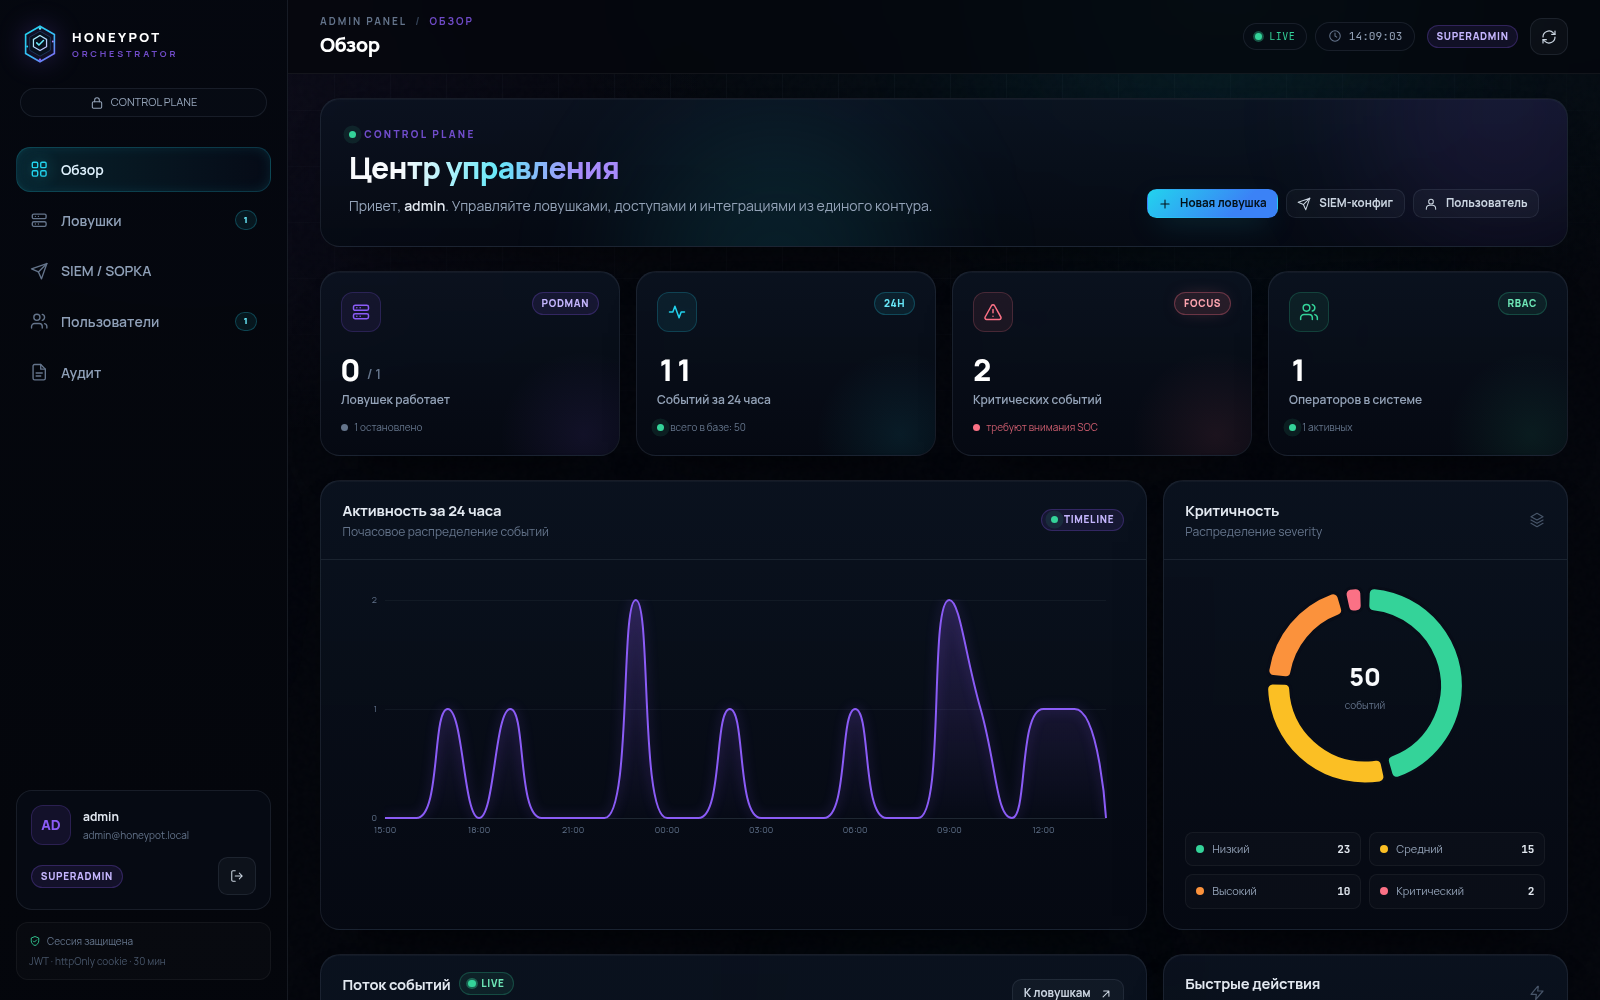 HONEYPOT
ORCHESTRATOR
CONTROL PLANE
Обзор
Ловушки 1
SIEM / SOPKA
Пользователи 1
Аудит
AD
admin
admin@honeypot.local
SUPERADMIN
Сессия защищена
JWT · httpOnly cookie · 30 мин
ADMIN PANEL / ОБЗОР
Обзор
LIVE
14:09:03
SUPERADMIN
CONTROL PLANE
Центр управления
Привет, admin. Управляйте ловушками, доступами и интеграциями из единого контура.
Новая ловушка
SIEM-конфиг
Пользователь
PODMAN
0 / 1
Ловушек работает
1 остановлено
24H
11
Событий за 24 часа
всего в базе: 50
FOCUS
2
Критических событий
требуют внимания SOC
RBAC
1
Операторов в системе
1 активных
Активность за 24 часа
Почасовое распределение событий
TIMELINE
2
1
0
15:00 18:00 21:00 00:00 03:00 06:00 09:00 12:00
Критичность
Распределение severity
50
событий
Низкий 23
Средний 15
Высокий 10
Критический 2
Поток событий LIVE
К ловушкам
Быстрые действия